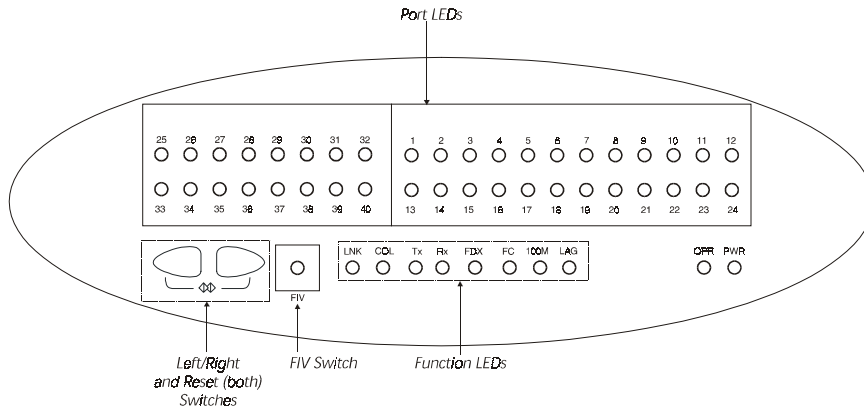 Port LEDs
25 26 27 28 29 30 31 32 1 2 3 4 5 6 7 8 9 10 11 12
33 34 35 36 37 38 39 40 13 14 15 16 17 18 19 20 21 22 23 24
LNK COL Tx Rx FDX FC 100M LAG OPR PWR
FIV
Left/Right
and Reset (both)
Switches
FIV Switch
Function LEDs